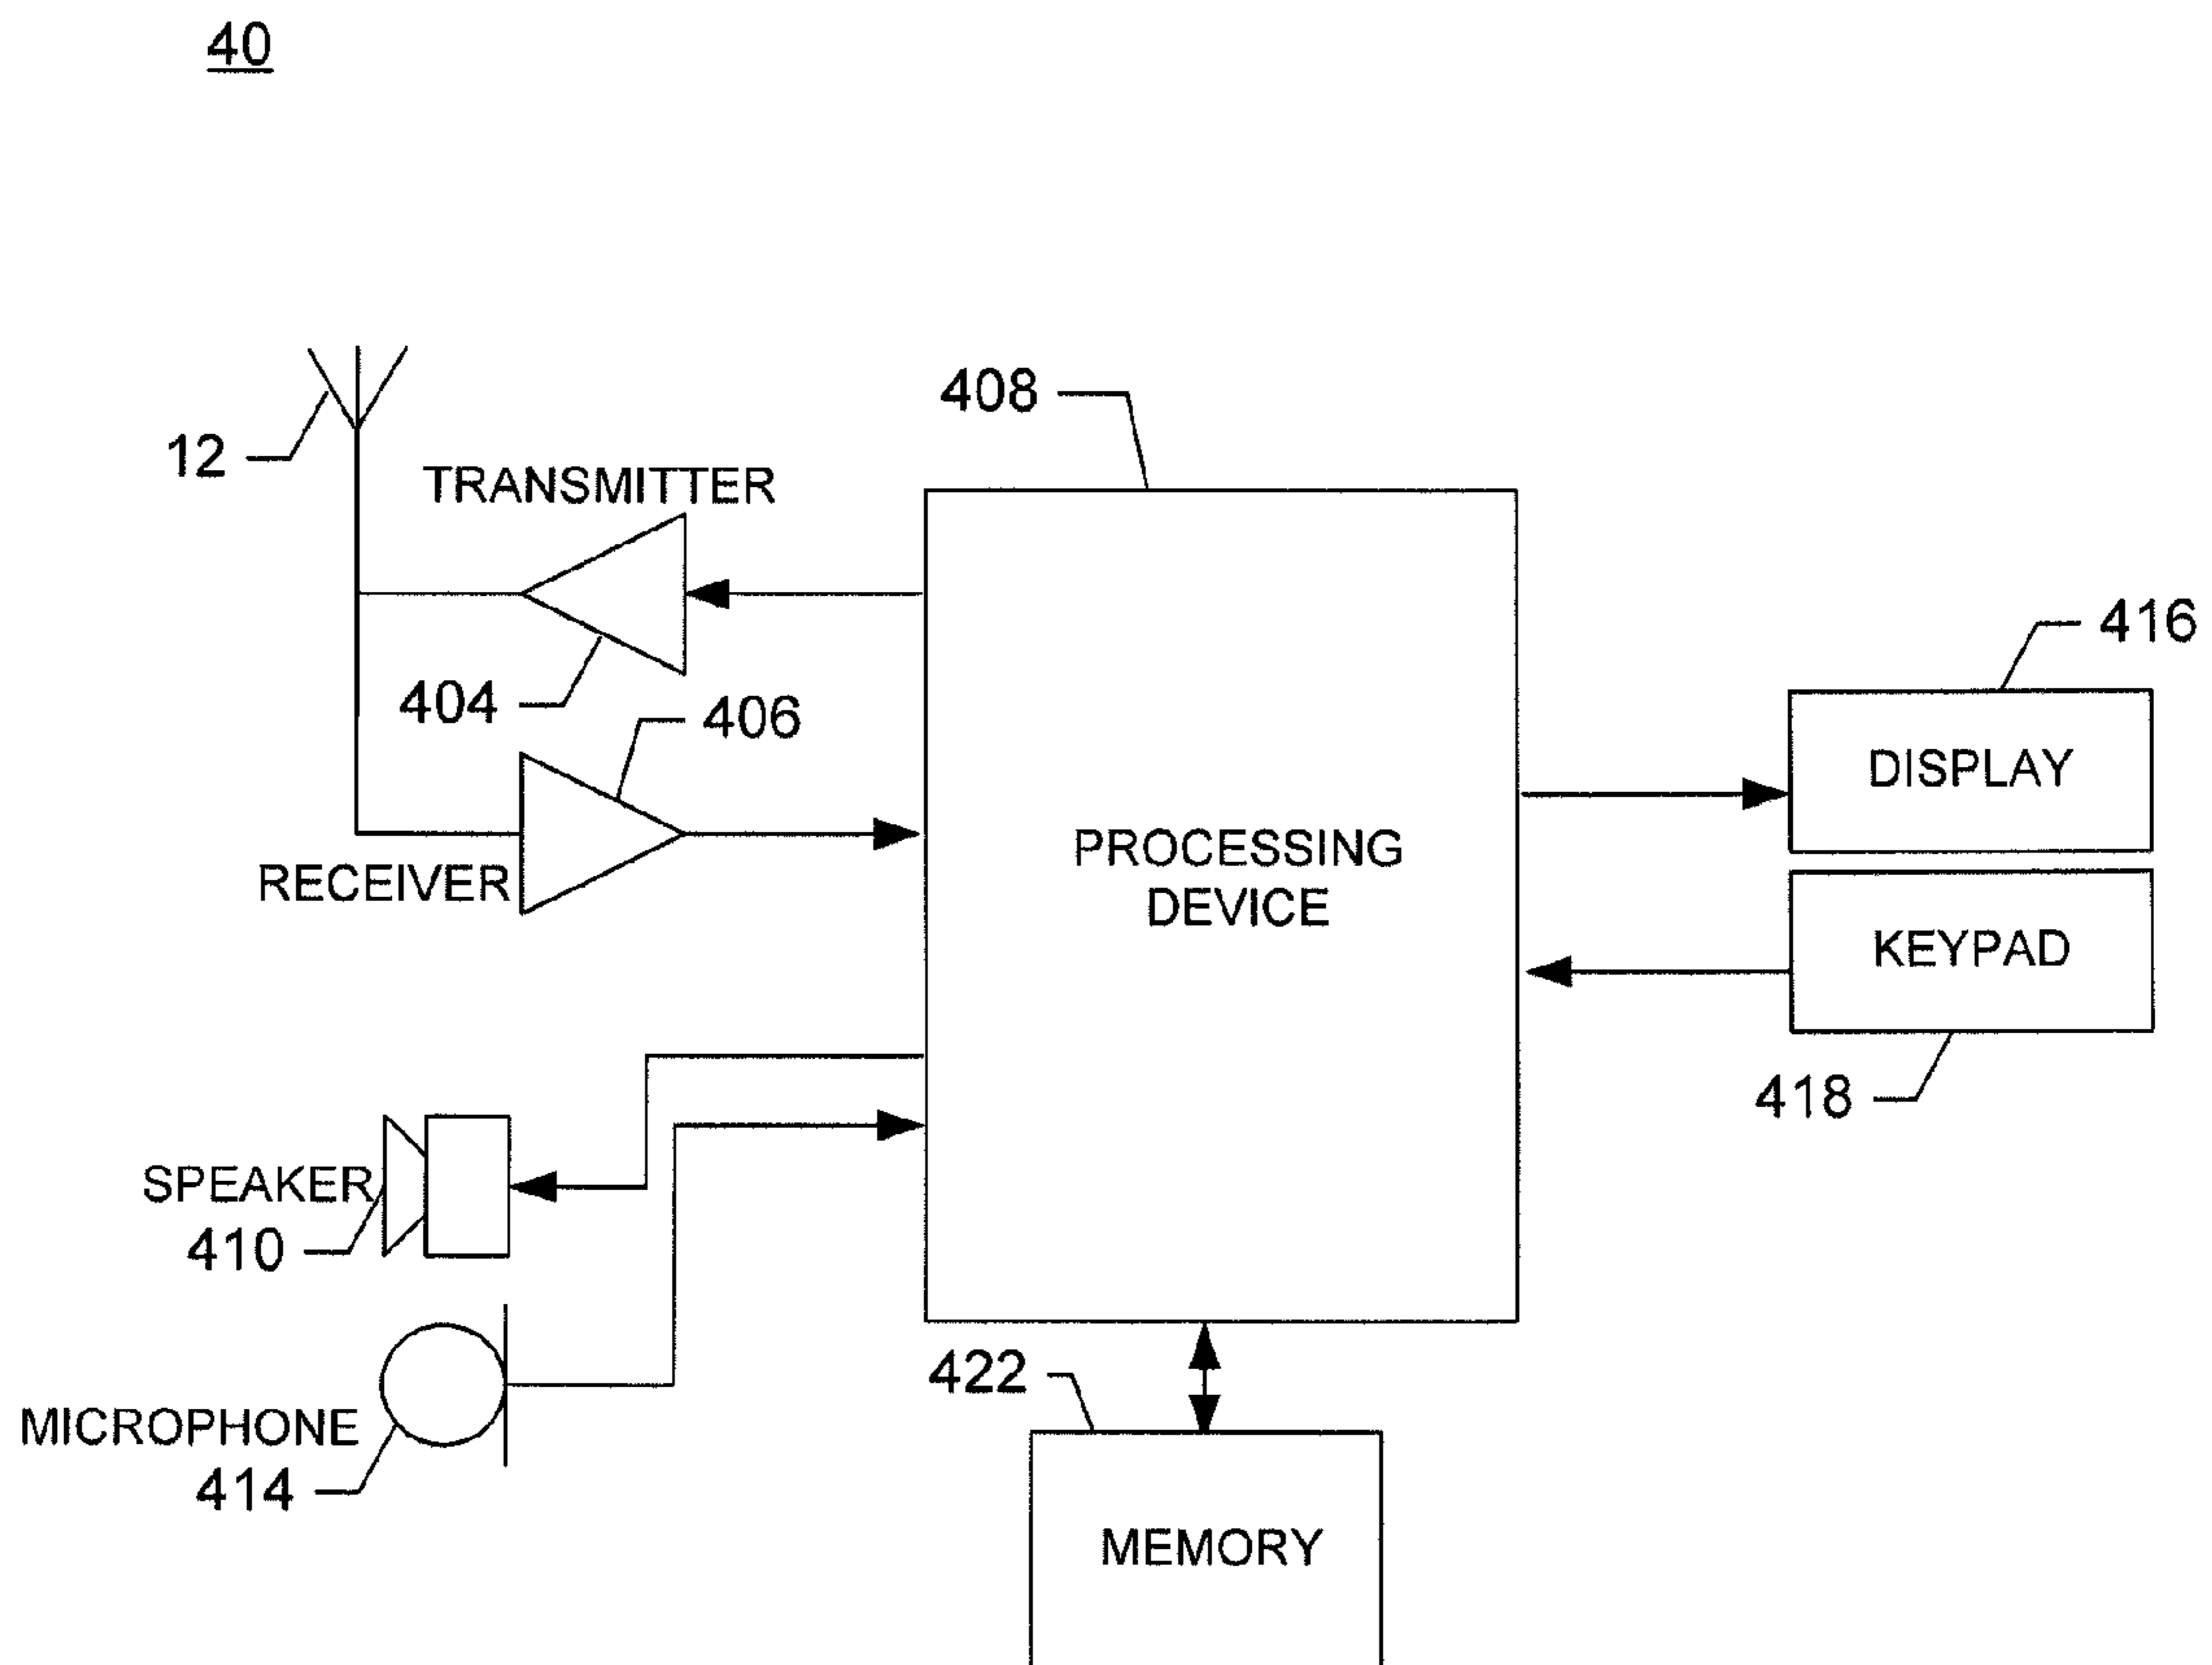 40
408
12
TRANSMITTER
416
404
406
DISPLAY
PROCESSING
DEVICE
RECEIVER
KEYPAD
418
SPEAKER
410
422
MICROPHONE
414
MEMORY